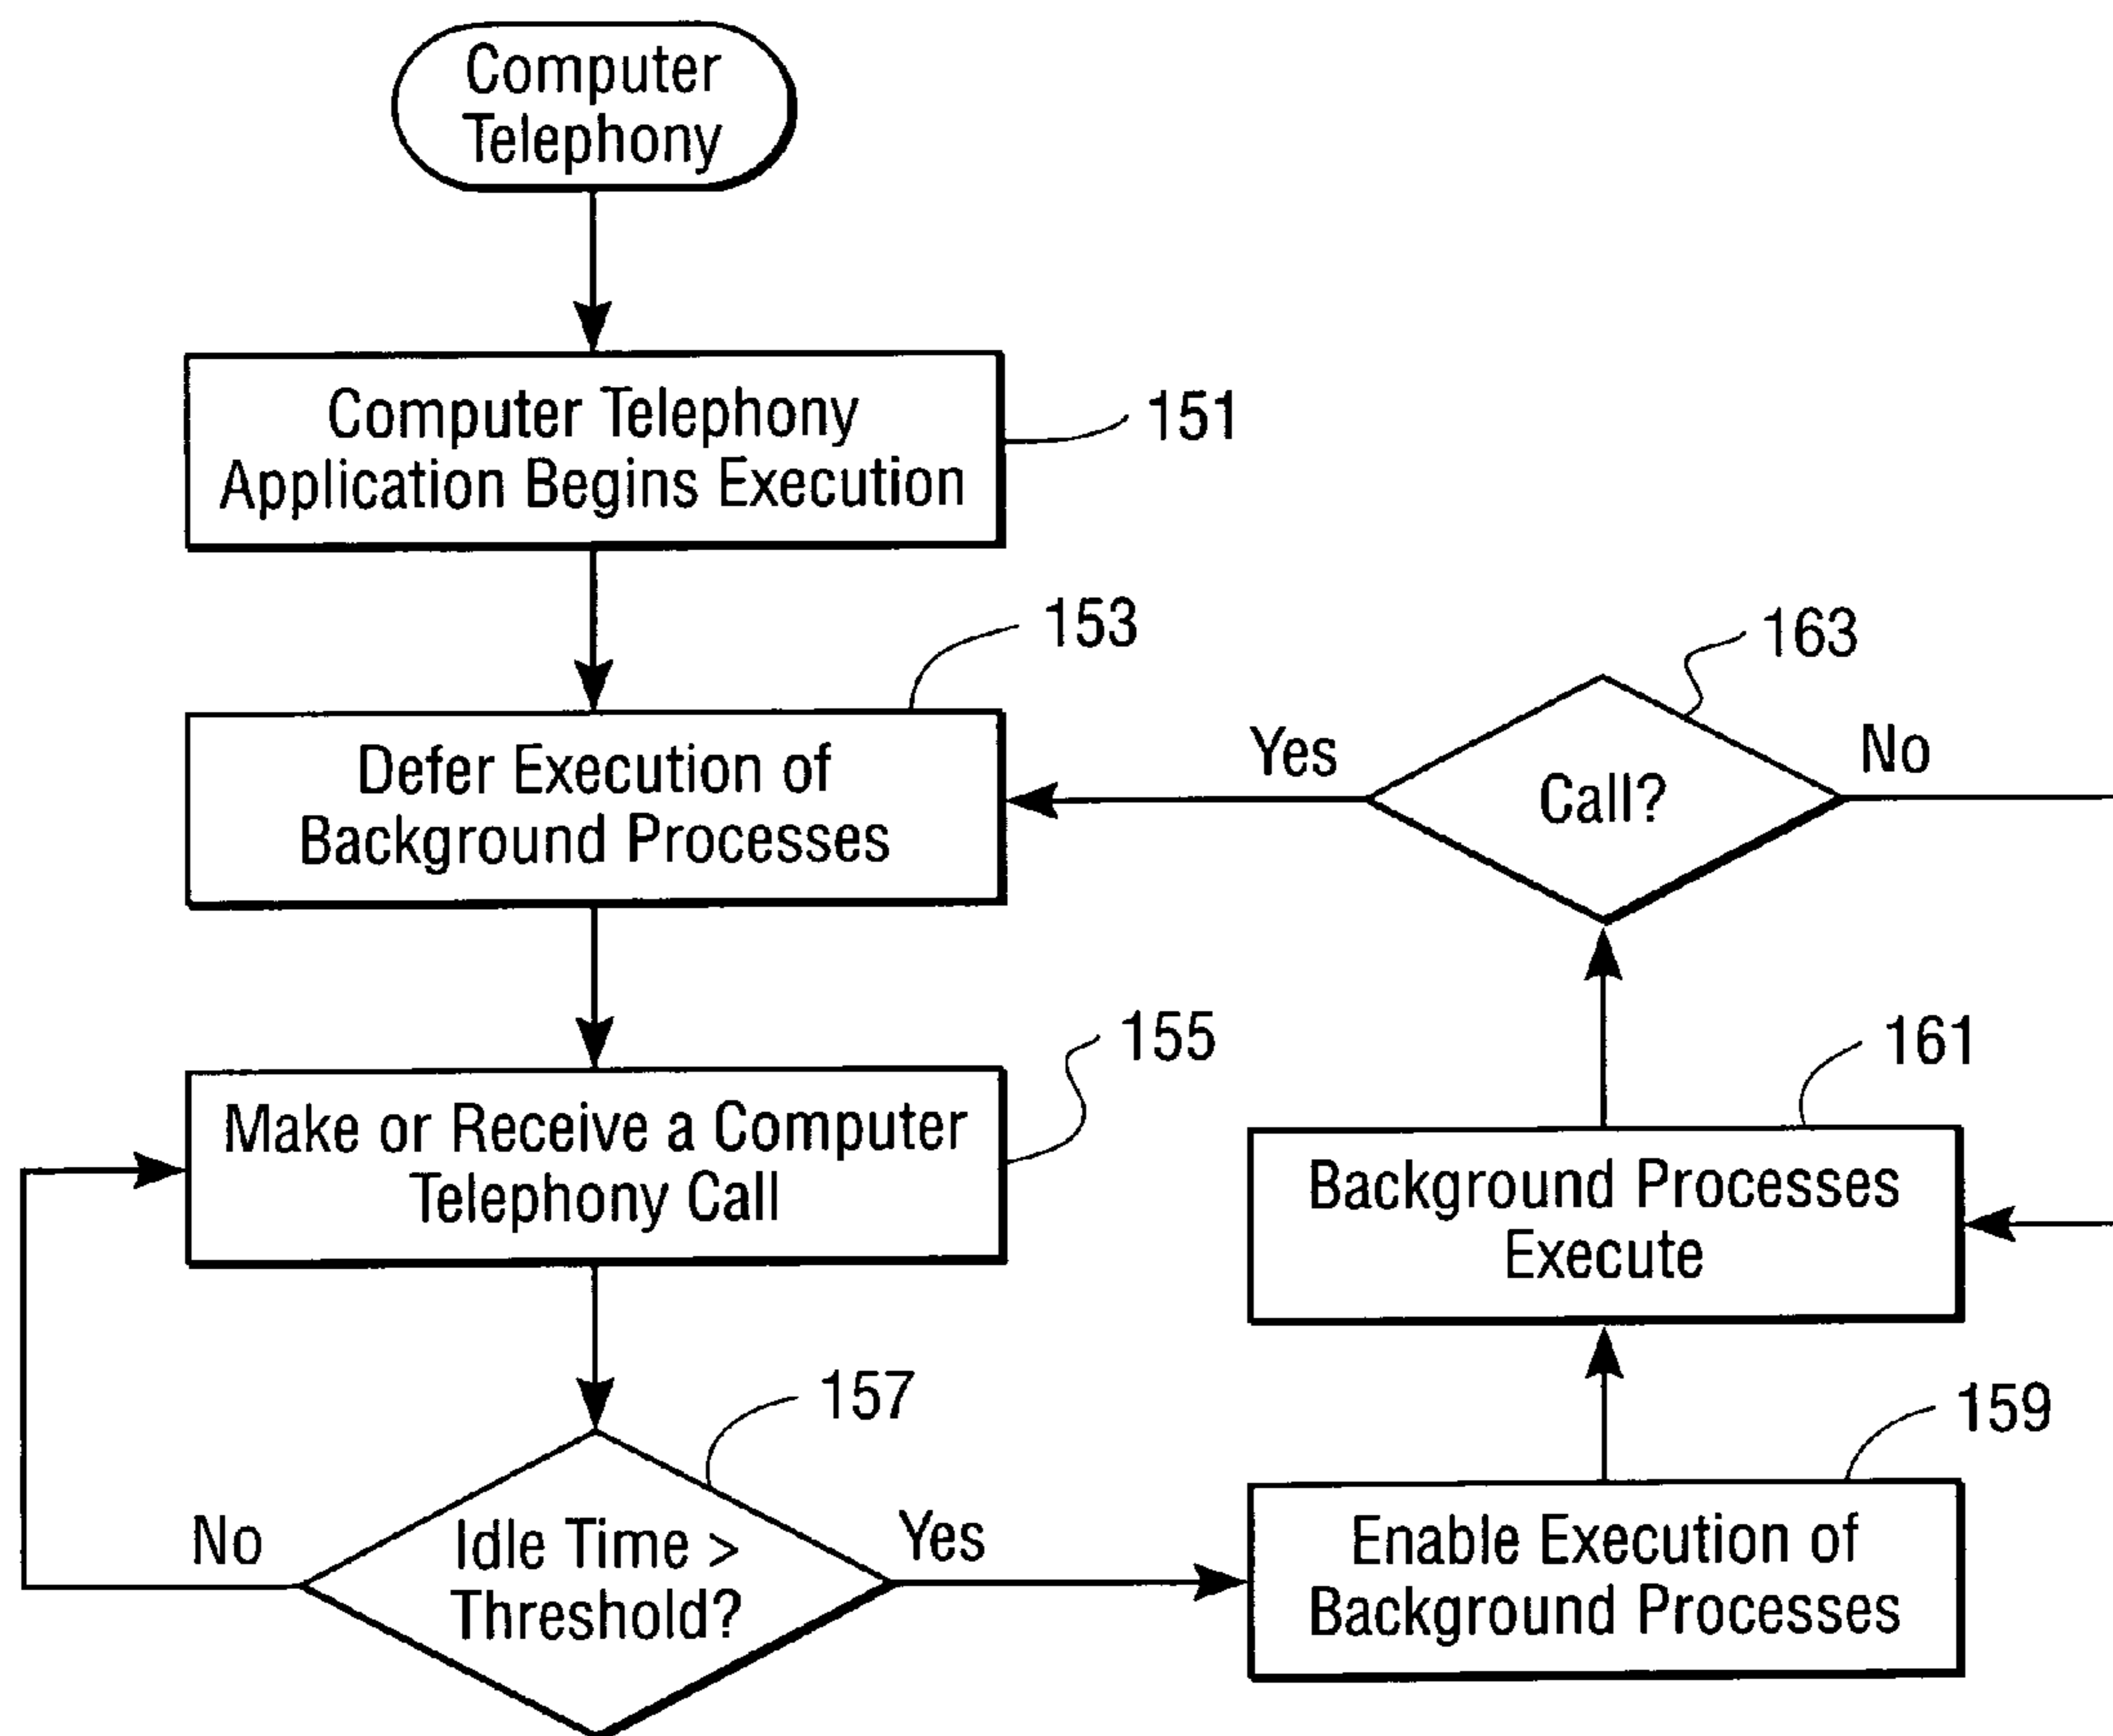 Computer
Telephony
Computer Telephony
Application Begins Execution
151
153
Defer Execution of
Background Processes
163
Yes
Call?
No
155
Make or Receive a Computer
Telephony Call
161
Background Processes
Execute
157
No
Idle Time >
Threshold?
Yes
159
Enable Execution of
Background Processes